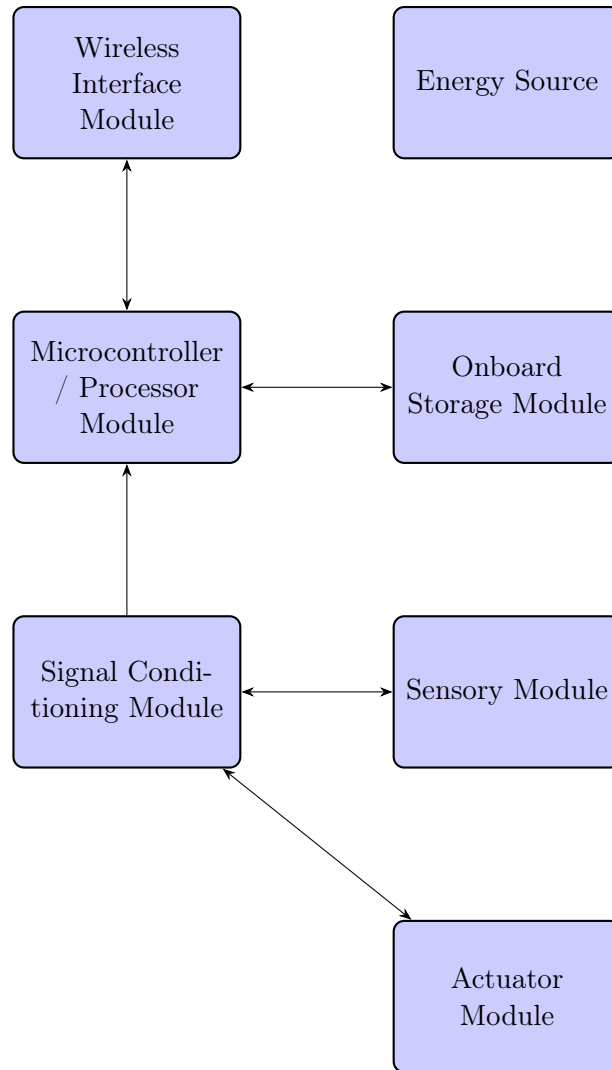 Wireless
Interface
Module
Energy Source
Microcontroller
/ Processor
Module
Onboard
Storage Module
Signal Condi-
tioning Module
Sensory Module
Actuator
Module